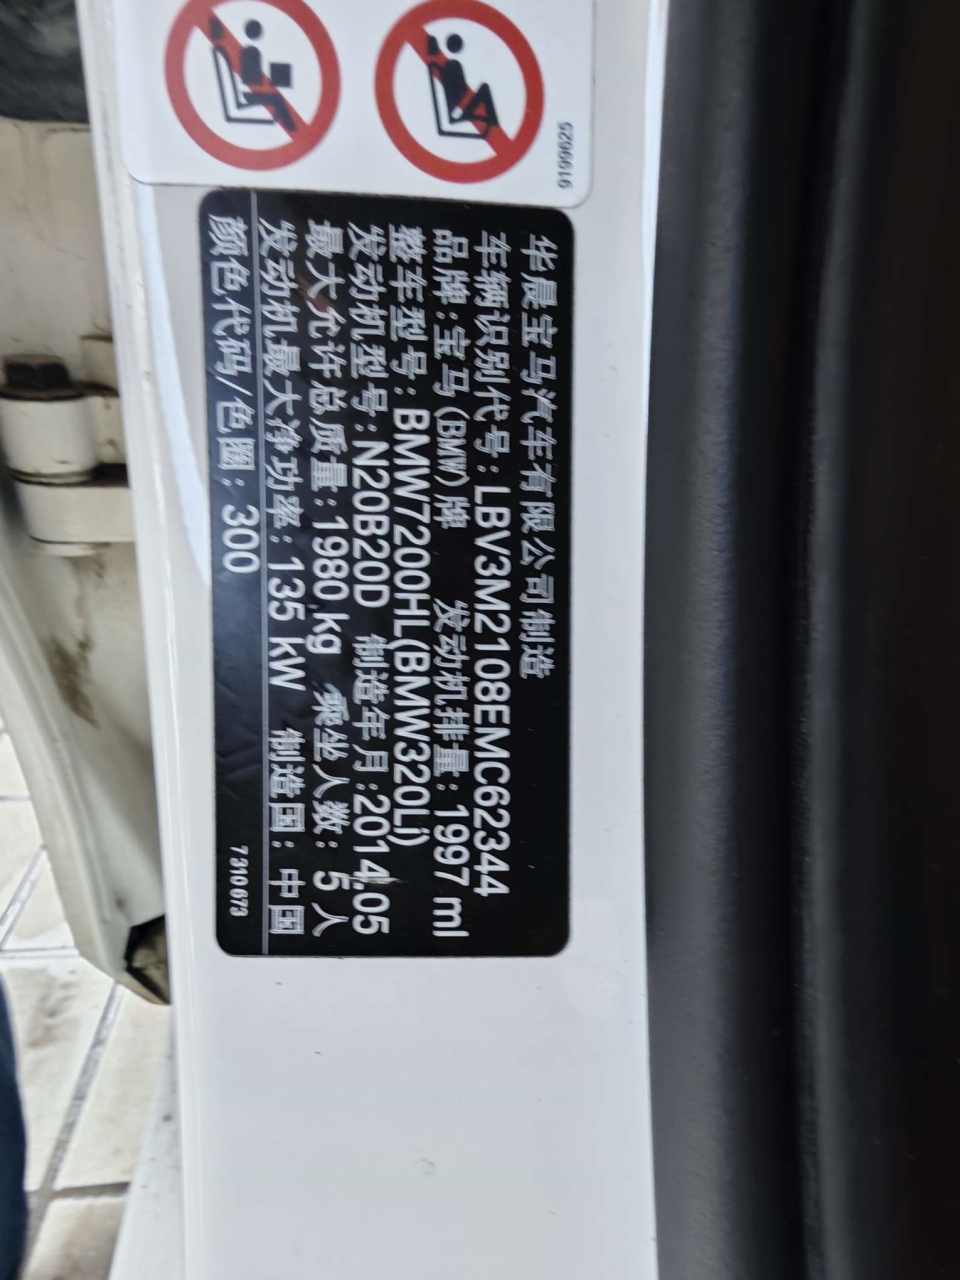 9199625
华晨宝马汽车有限公司制造
车辆识别代号：LBV3M2108EMC62344
品牌：宝马(BMW)牌 发动机排量：1997 ml
整车型号：BMW7200HL(BMW320Li)
发动机型号：N20B20D 制造年月：2014.05
最大允许总质量：1980 kg 乘坐人数：5 人
发动机最大净功率：135 kW 制造国：中国
颜色代码/色圈：300
7 310 673